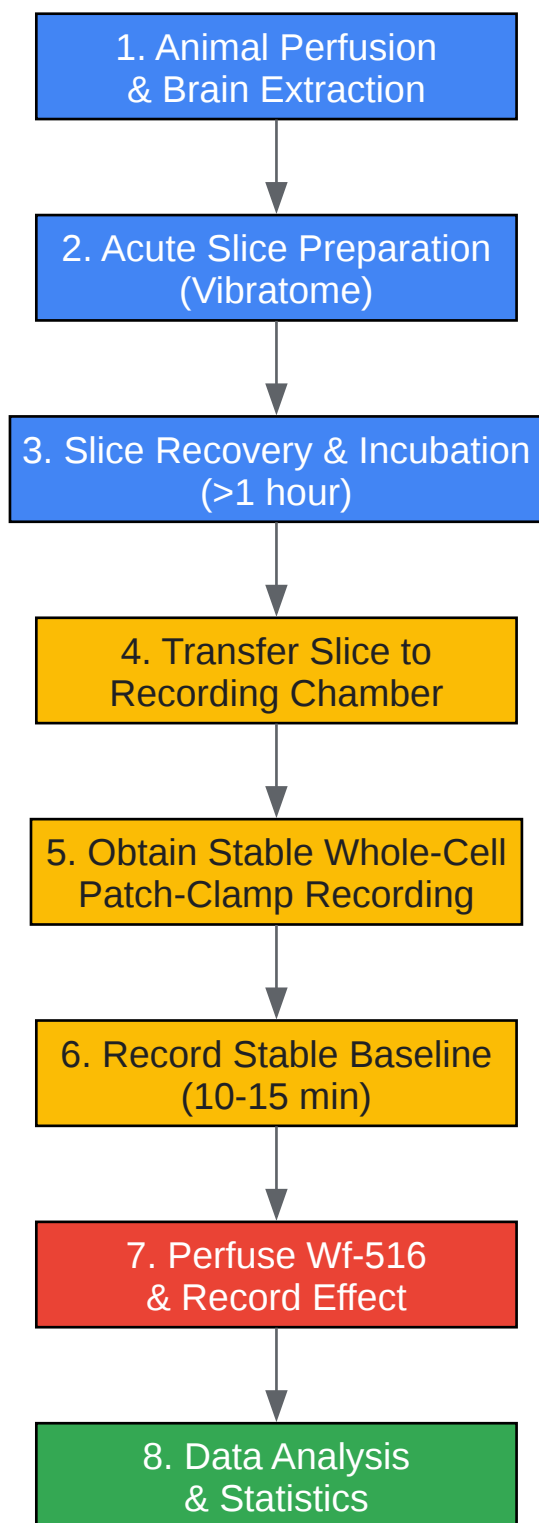 1. Animal Perfusion
& Brain Extraction
2. Acute Slice Preparation
(Vibratome)
3. Slice Recovery & Incubation
(>1 hour)
4. Transfer Slice to
Recording Chamber
5. Obtain Stable Whole-Cell
Patch-Clamp Recording
6. Record Stable Baseline
(10-15 min)
7. Perfuse Wf-516
& Record Effect
8. Data Analysis
& Statistics